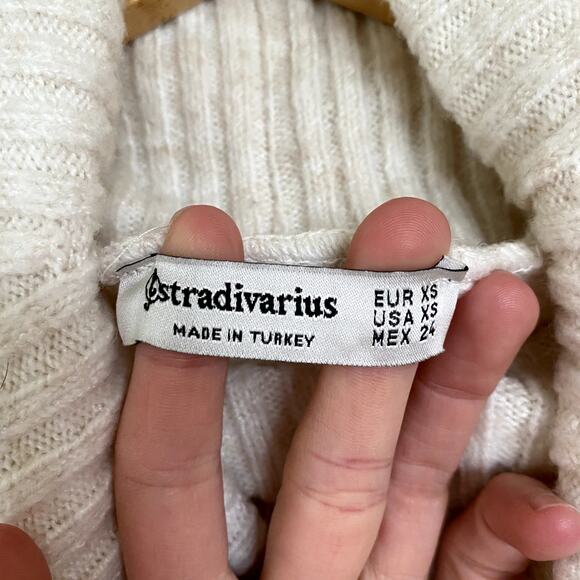 stradivarius
MADE IN TURKEY
EUR XS
USA XS
MEX 24